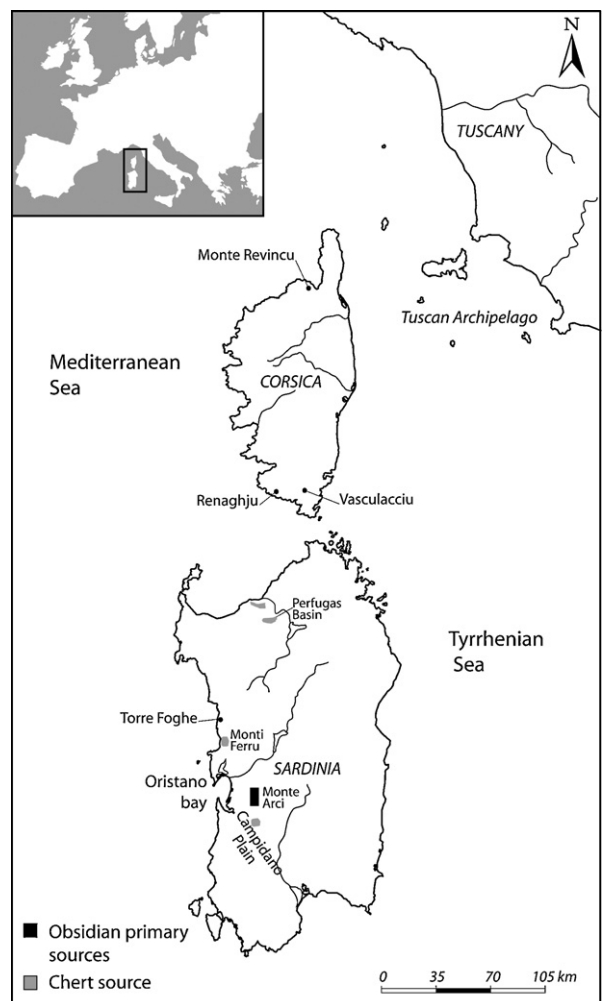 N
TUSCANY
Monte Revincu
Tuscan Archipelago
Mediterranean
Sea
CORSICA
Renaghju
Vasculacciu
Perfugas
Basin
Tyrrhenian
Sea
Torre Foghe
Monti
Ferru
SARDINIA
Oristano
bay
Monte
Arci
Campidano
Plain
Obsidian primary
sources
Chert source
0 35 70 105 km